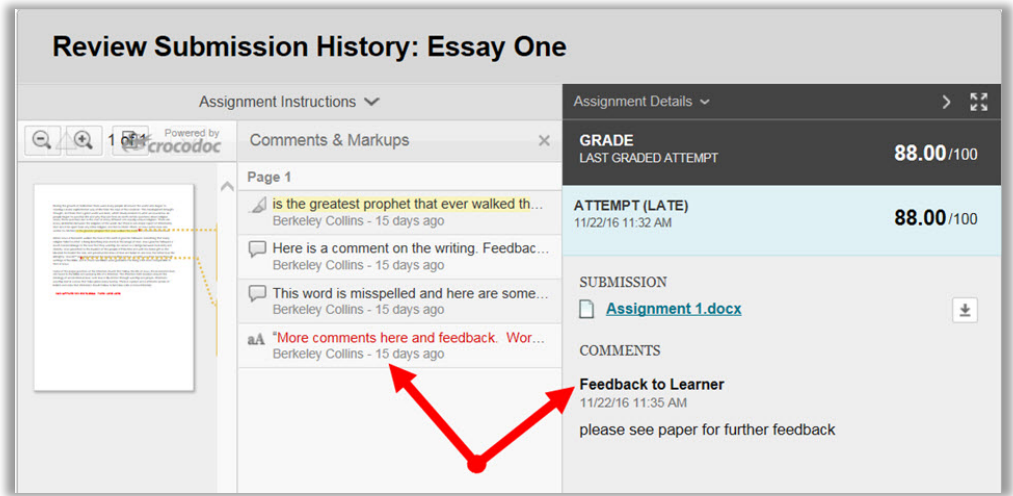 Review Submission History: Essay One
Assignment Instructions
Assignment Details
1 of 1
Powered by
crocodoc
Comments & Markups
GRADE
LAST GRADED ATTEMPT
88.00/100
Page 1
is the greatest prophet that ever walked th...
Berkeley Collins - 15 days ago
Here is a comment on the writing. Feedbac...
Berkeley Collins - 15 days ago
This word is misspelled and here are some...
Berkeley Collins - 15 days ago
aA "More comments here and feedback. Wor...
Berkeley Collins - 15 days ago
ATTEMPT (LATE)
11/22/16 11:32 AM
88.00/100
SUBMISSION
Assignment 1.docx
COMMENTS
Feedback to Learner
11/22/16 11:35 AM
please see paper for further feedback